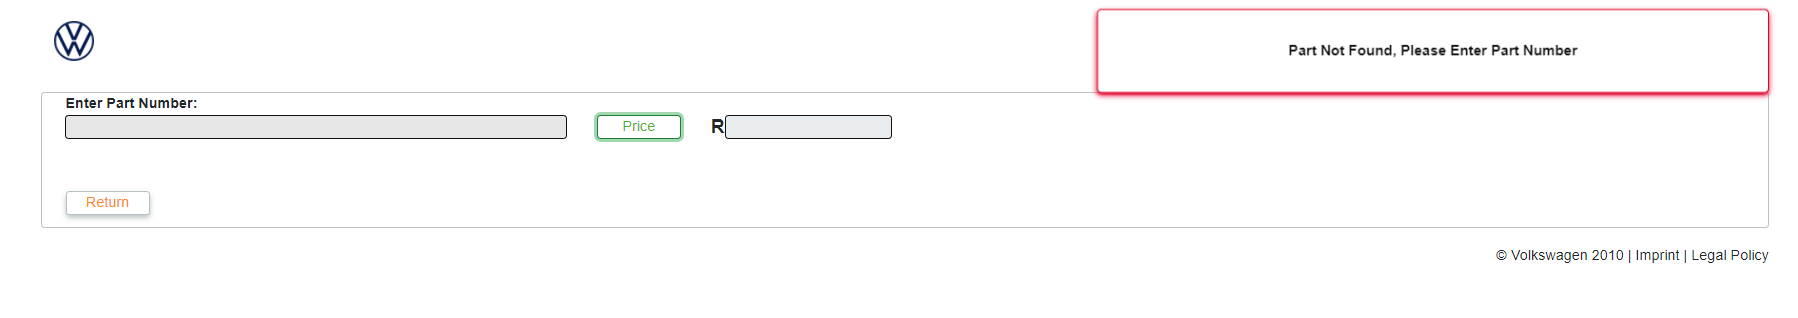 Part Not Found, Please Enter Part Number
Enter Part Number:
Price R
Return
© Volkswagen 2010 | Imprint | Legal Policy